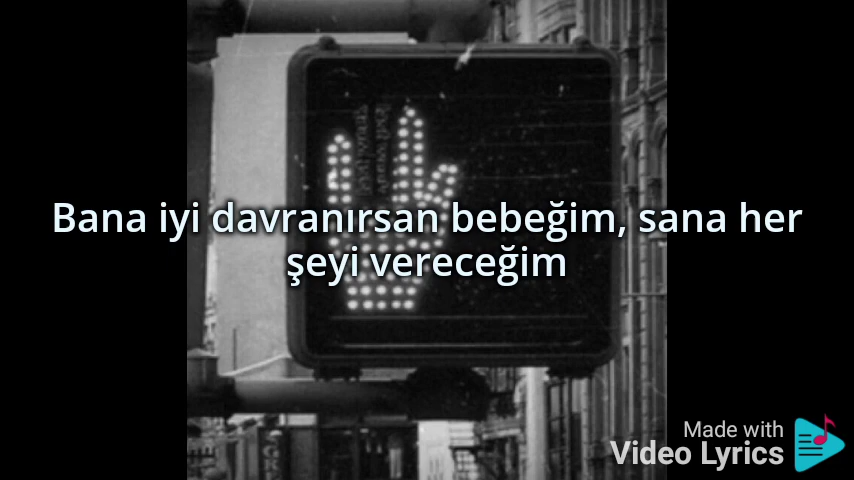 Bana iyi davranırsan bebeğim, sana her
şeyi vereceğim
Made with
Video Lyrics